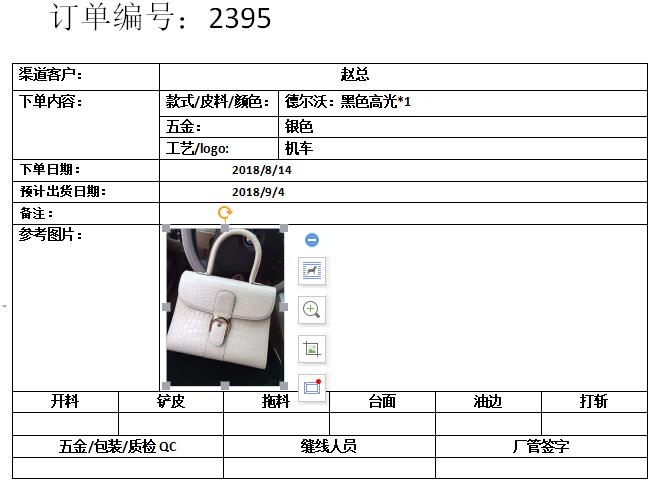 订单编号：2395
渠道客户： 赵总
下单内容： 款式/皮料/颜色： 德尔沃：黑色高光*1
五金： 银色
工艺/logo: 机车
下单日期： 2018/8/14
预计出货日期： 2018/9/4
备注：
参考图片：
开料 铲皮 拖料 台面 油边 打斩
五金/包装/质检 QC 缝线人员 厂管签字